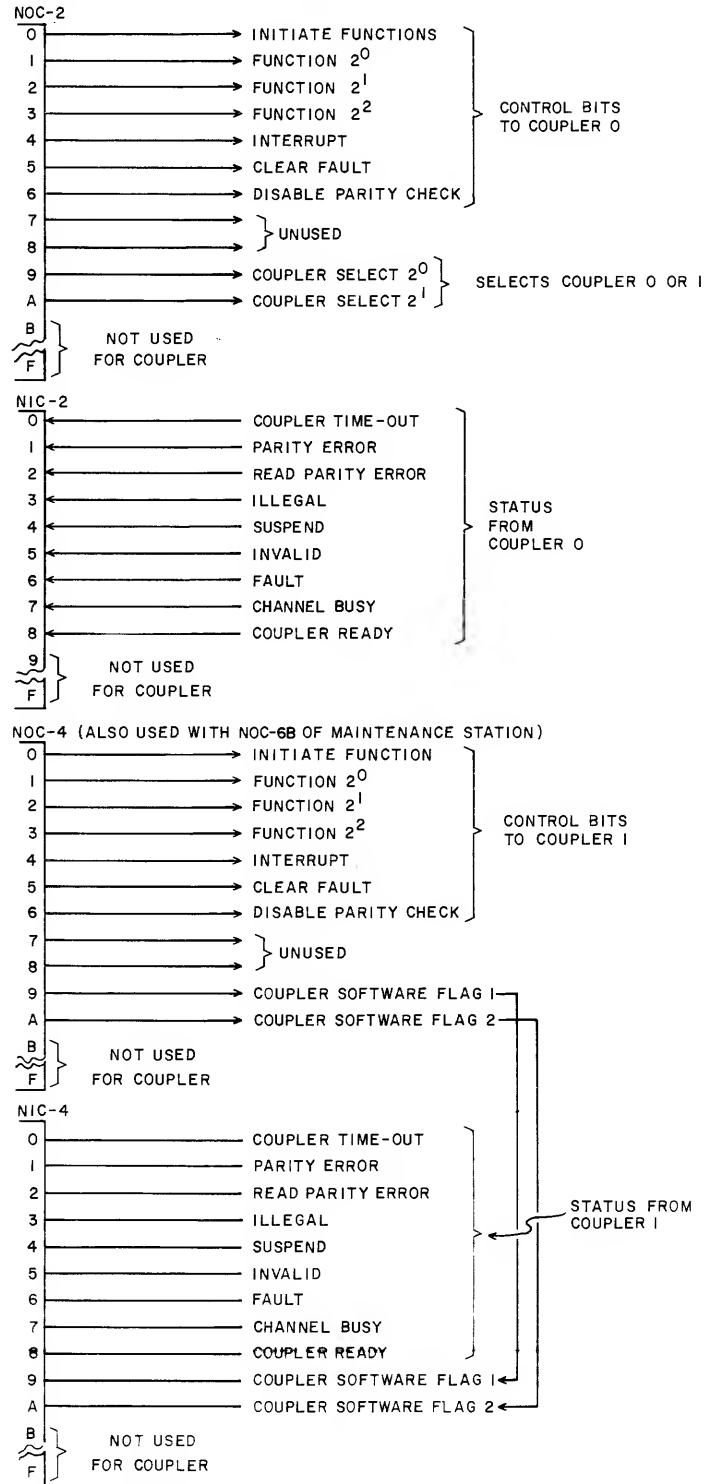 NOC-2
0 INITIATE FUNCTIONS
1 FUNCTION 2⁰
2 FUNCTION 2¹
3 FUNCTION 2²
CONTROL BITS
TO COUPLER 0
4 INTERRUPT
5 CLEAR FAULT
6 DISABLE PARITY CHECK
7
UNUSED
8
9 COUPLER SELECT 2⁰
SELECTS COUPLER 0 OR 1
A COUPLER SELECT 2¹
B
NOT USED
FOR COUPLER
F
NIC-2
0 COUPLER TIME-OUT
1 PARITY ERROR
2 READ PARITY ERROR
3 ILLEGAL
4 SUSPEND
STATUS
FROM
COUPLER 0
5 INVALID
6 FAULT
7 CHANNEL BUSY
8 COUPLER READY
9
NOT USED
FOR COUPLER
F
NOC-4 (ALSO USED WITH NOC-6B OF MAINTENANCE STATION)
0 INITIATE FUNCTION
1 FUNCTION 2⁰
2 FUNCTION 2¹
3 FUNCTION 2²
CONTROL BITS
TO COUPLER 1
4 INTERRUPT
5 CLEAR FAULT
6 DISABLE PARITY CHECK
7
UNUSED
8
9 COUPLER SOFTWARE FLAG 1
A COUPLER SOFTWARE FLAG 2
B
NOT USED
FOR COUPLER
F
NIC-4
0 COUPLER TIME-OUT
1 PARITY ERROR
2 READ PARITY ERROR
3 ILLEGAL
STATUS FROM
COUPLER 1
4 SUSPEND
5 INVALID
6 FAULT
7 CHANNEL BUSY
8 COUPLER READY
9 COUPLER SOFTWARE FLAG 1
A COUPLER SOFTWARE FLAG 2
B
NOT USED
FOR COUPLER
F